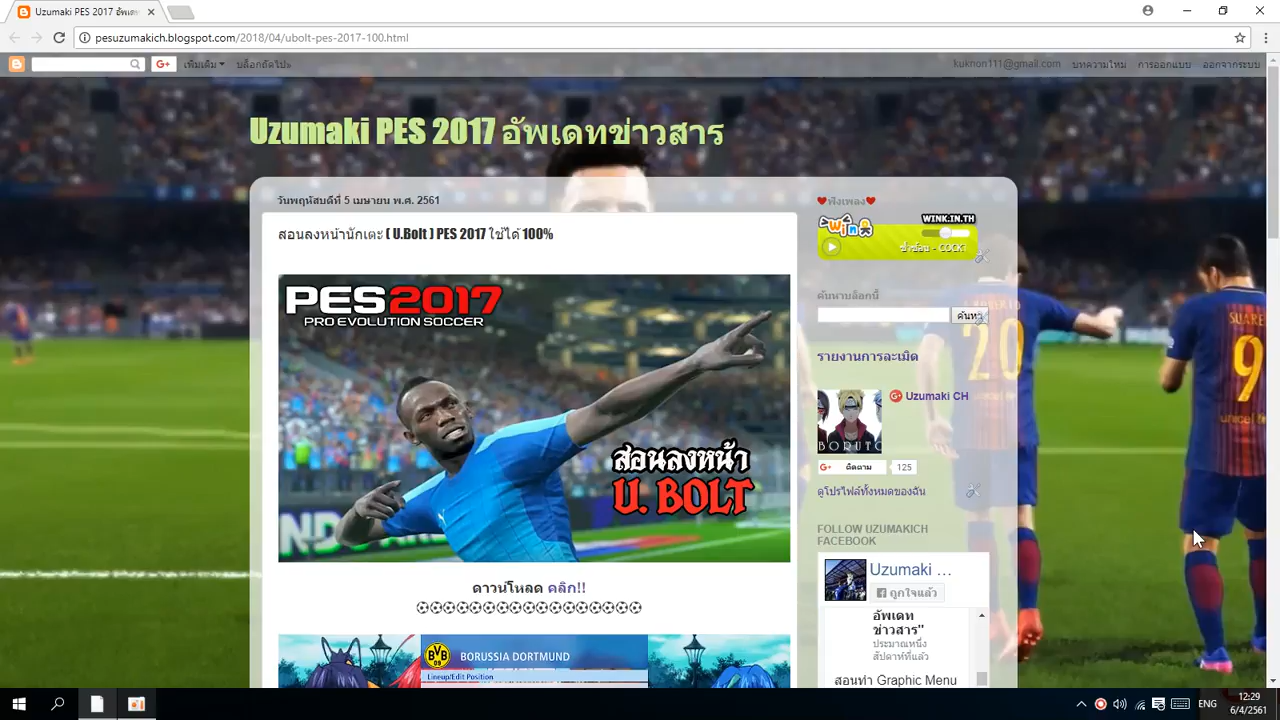 Uzumaki PES 2017 อัพเดท
pesuzumakich.blogspot.com/2018/04/ubolt-pes-2017-100.html
G+ เพิ่มเติม บล็อกถัดไป»
kuknon111@gmail.com บทความใหม่ การออกแบบ ออกจากระบบ
Uzumaki PES 2017 อัพเดทข่าวสาร
วันพฤหัสบดีที่ 5 เมษายน พ.ศ. 2561
สอนลงหน้านักเตะ ( U.Bolt ) PES 2017 ใช้ได้ 100%
PES2017
PRO EVOLUTION SOCCER
สอนลงหน้า
U. BOLT
ดาวน์โหลด คลิก!!
BORUSSIA DORTMUND
Lineup/Edit Position
ฟังเพลง
WINK.IN.TH
ซ้ำซ้อน - COCK
ค้นหาบล็อกนี้
ค้นหา
รายงานการละเมิด
BORUTO
Uzumaki CH
G+ ติดตาม 125
ดูโปรไฟล์ทั้งหมดของฉัน
FOLLOW UZUMAKICH
FACEBOOK
Uzumaki ...
ถูกใจแล้ว
อัพเดท
ข่าวสาร"
ประมาณหนึ่ง
สัปดาห์ที่แล้ว
สอนทำ Graphic Menu
20
SUARE
9
unicef
ENG
12:29
6/4/2561